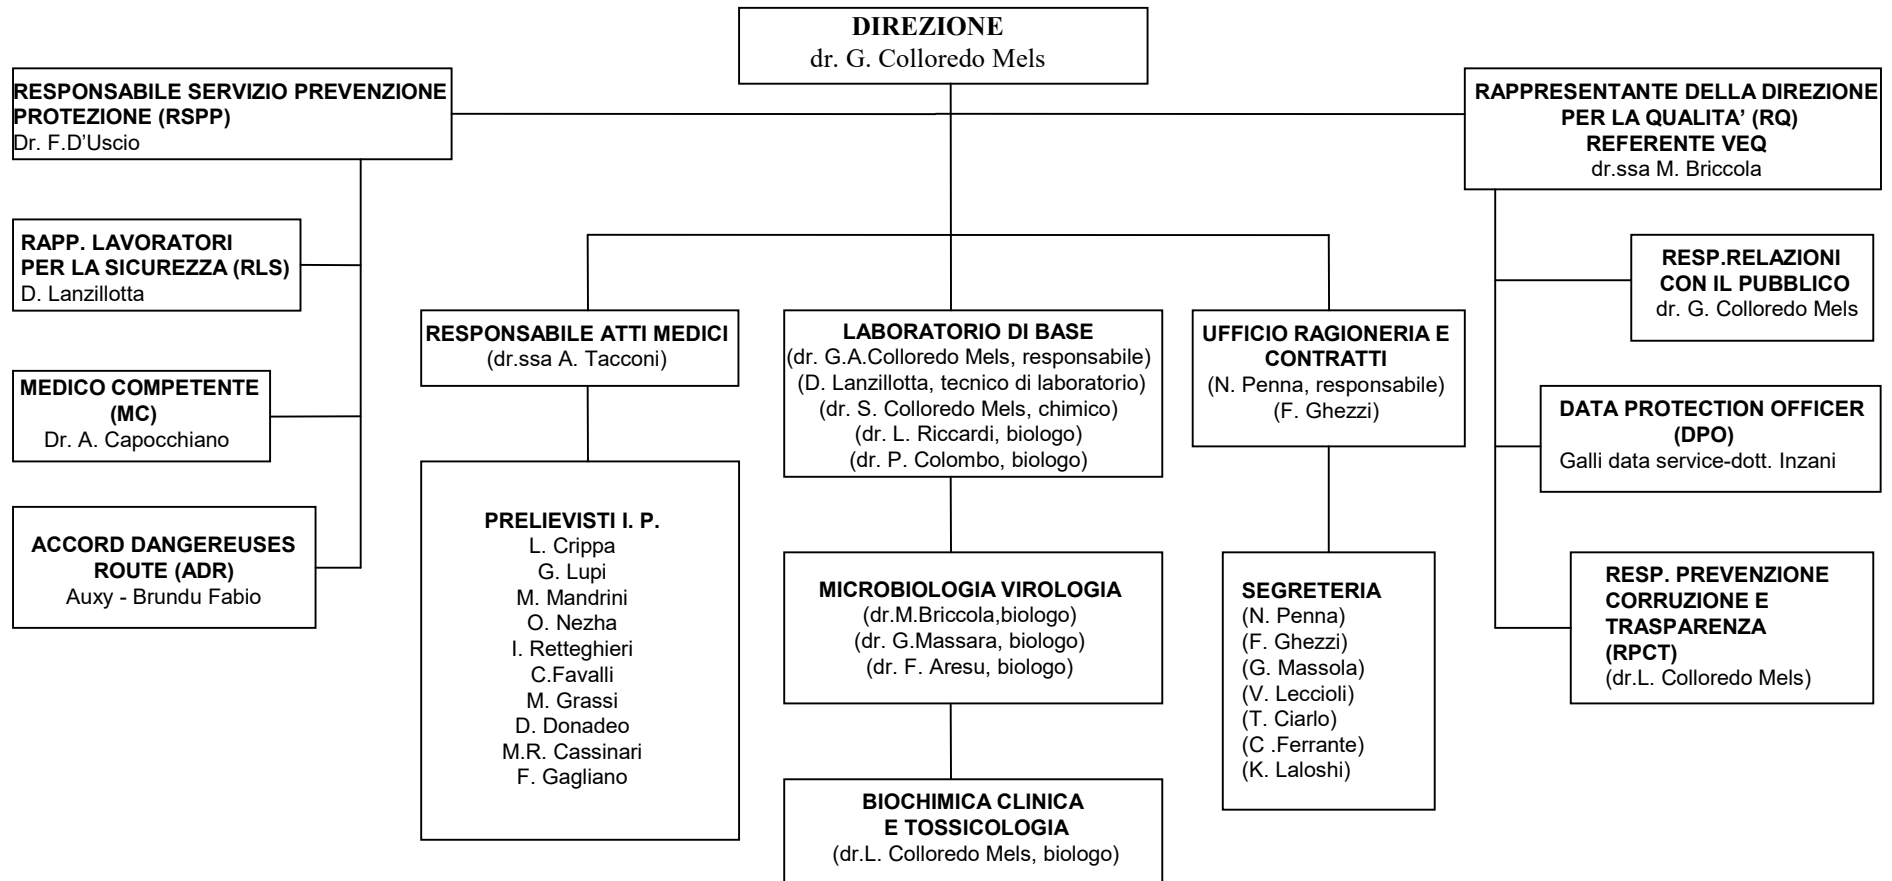 DIREZIONE
dr. G. Colloredo Mels
RESPONSABILE SERVIZIO PREVENZIONE
PROTEZIONE (RSPP)
Dr. F.D'Uscio
RAPPRESENTANTE DELLA DIREZIONE
PER LA QUALITA' (RQ)
REFERENTE VEQ
dr.ssa M. Briccola
RAPP. LAVORATORI
PER LA SICUREZZA (RLS)
D. Lanzillotta
MEDICO COMPETENTE
(MC)
Dr. A. Capocchiano
ACCORD DANGEREUSES
ROUTE (ADR)
Auxy - Brundu Fabio
RESPONSABILE ATTI MEDICI
(dr.ssa A. Tacconi)
PRELIEVISTI I. P.
L. Crippa
G. Lupi
M. Mandrini
O. Nezha
I. Retteghieri
C.Favalli
M. Grassi
D. Donadeo
M.R. Cassinari
F. Gagliano
LABORATORIO DI BASE
(dr. G.A.Colloredo Mels, responsabile)
(D. Lanzillotta, tecnico di laboratorio)
(dr. S. Colloredo Mels, chimico)
(dr. L. Riccardi, biologo)
(dr. P. Colombo, biologo)
MICROBIOLOGIA VIROLOGIA
(dr.M.Briccola,biologo)
(dr. G.Massara, biologo)
(dr. F. Aresu, biologo)
BIOCHIMICA CLINICA
E TOSSICOLOGIA
(dr.L. Colloredo Mels, biologo)
UFFICIO RAGIONERIA E
CONTRATTI
(N. Penna, responsabile)
(F. Ghezzi)
SEGRETERIA
(N. Penna)
(F. Ghezzi)
(G. Massola)
(V. Leccioli)
(T. Ciarlo)
(C .Ferrante)
(K. Laloshi)
RESP.RELAZIONI
CON IL PUBBLICO
dr. G. Colloredo Mels
DATA PROTECTION OFFICER
(DPO)
Galli data service-dott. Inzani
RESP. PREVENZIONE
CORRUZIONE E
TRASPARENZA
(RPCT)
(dr.L. Colloredo Mels)